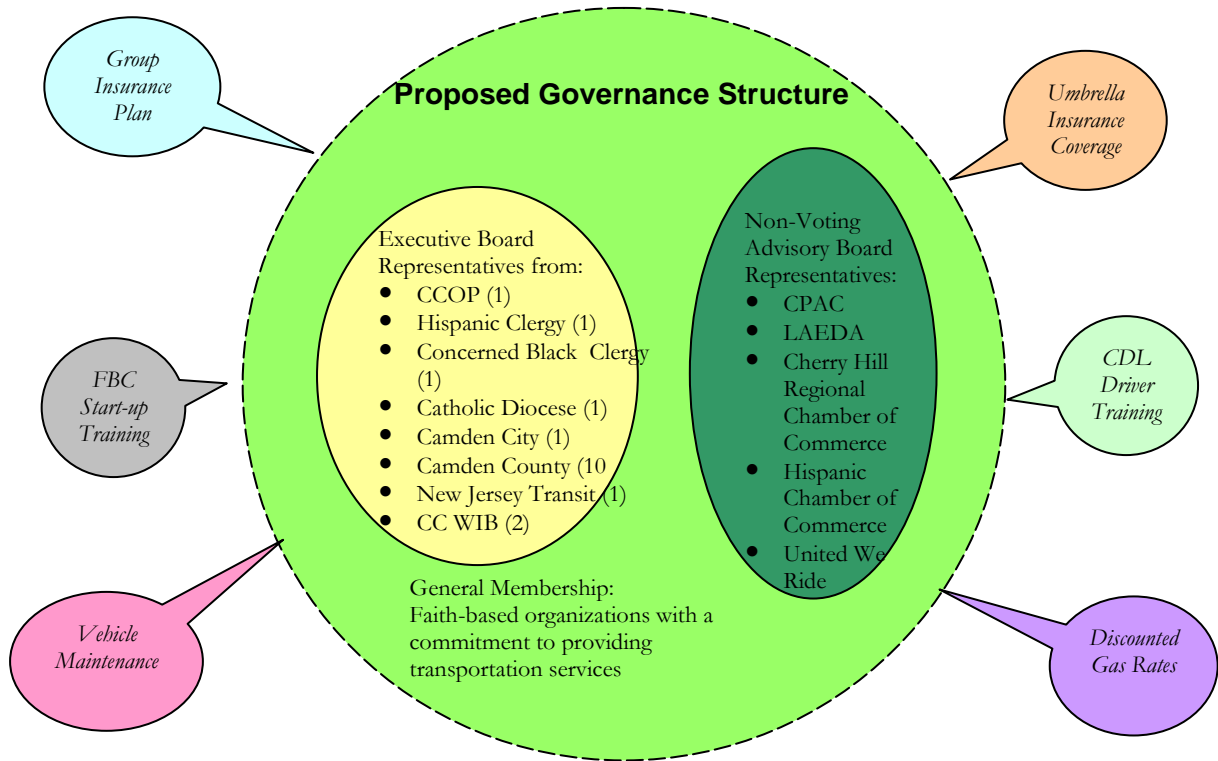 Proposed Governance Structure
Group
Insurance
Plan
Umbrella
Insurance
Coverage
FBC
Start-up
Training
CDL
Driver
Training
Vehicle
Maintenance
Discounted
Gas Rates
Executive Board
Representatives from:
• CCOP (1)
• Hispanic Clergy (1)
• Concerned Black Clergy
(1)
• Catholic Diocese (1)
• Camden City (1)
• Camden County (10
• New Jersey Transit (1)
• CC WIB (2)
Non-Voting
Advisory Board
Representatives:
• CPAC
• LAEDA
• Cherry Hill
Regional
Chamber of
Commerce
• Hispanic
Chamber of
Commerce
• United We
Ride
General Membership:
Faith-based organizations with a
commitment to providing
transportation services